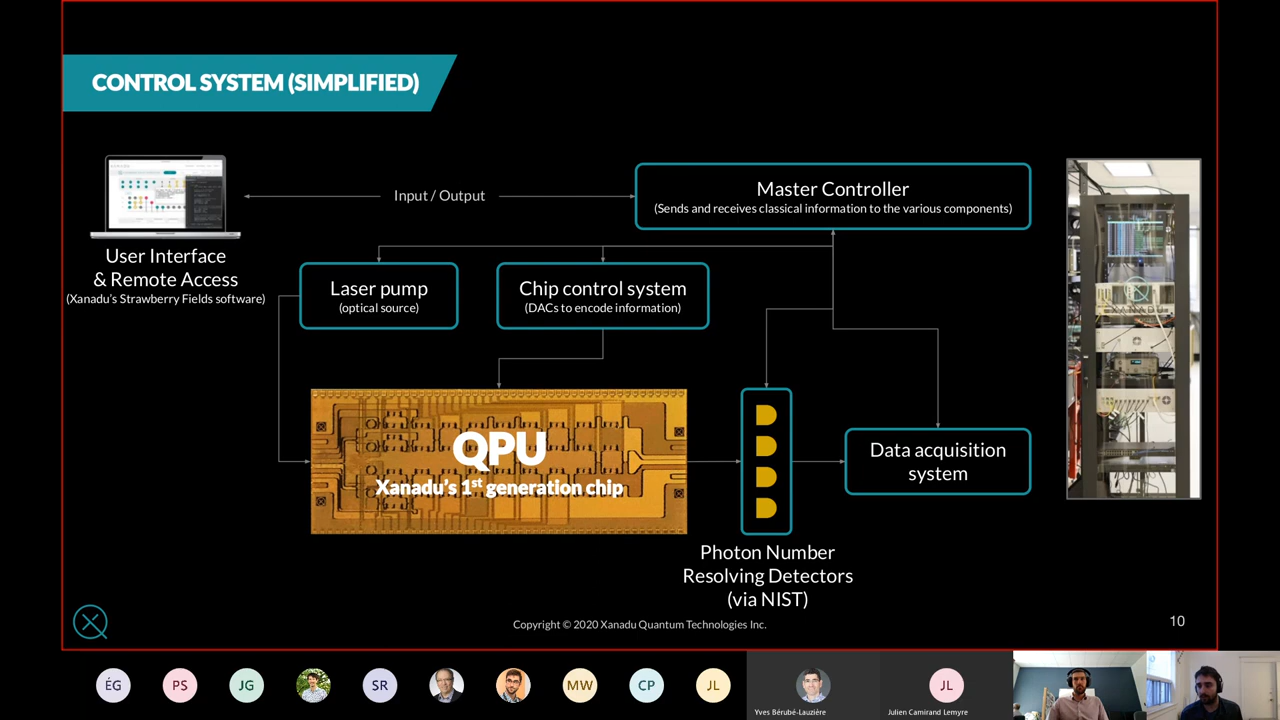 CONTROL SYSTEM (SIMPLIFIED)
Input / Output
Master Controller
(Sends and receives classical information to the various components)
User Interface
& Remote Access
(Xanadu's Strawberry Fields software)
Laser pump
(optical source)
Chip control system
(DACs to encode information)
QPU
Xanadu's 1st generation chip
Data acquisition
system
Photon Number
Resolving Detectors
(via NIST)
Copyright © 2020 Xanadu Quantum Technologies Inc.
10
ÉG
PS
JG
SR
MW
CP
JL
JL
Yves Bérubé-Lauzière
Julien Camirand Lemyre